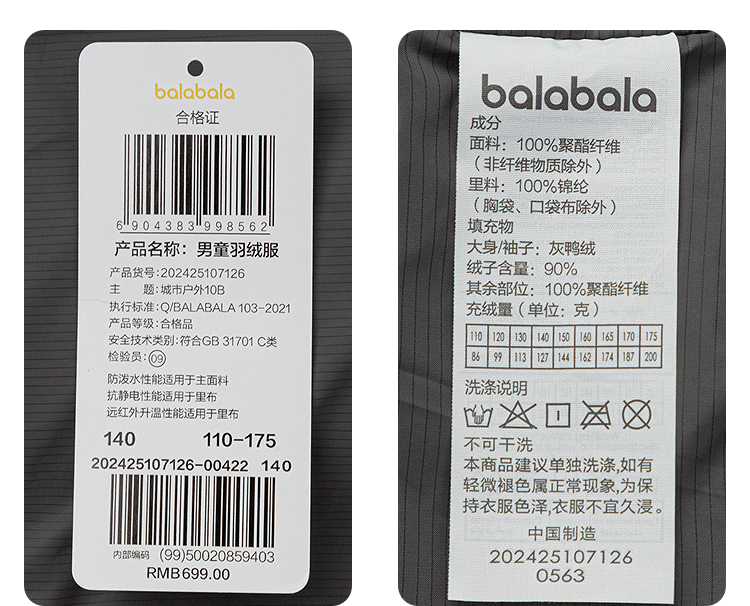 balabala
合格证
6 904383 998562
产品名称：男童羽绒服
产品货号:202425107126
主 题:城市户外10B
执行标准:Q/BALABALA 103-2021
产品等级:合格品
安全技术类别:符合GB 31701 C类
检验员:09
防泼水性能适用于主面料
抗静电性能适用于里布
远红外升温性能适用于里布
140 110-175
202425107126-00422 140
内部编码 (99)50020859403
RMB699.00
balabala
成分
面料：100%聚酯纤维
（非纤维物质除外）
里料：100%锦纶
（胸袋、口袋布除外）
填充物
大身/袖子：灰鸭绒
绒子含量：90%
其余部位：100%聚酯纤维
充绒量（单位：克）
110 120 130 140 150 160 165 170 175
86 99 113 127 144 162 174 187 200
洗涤说明
不可干洗
本商品建议单独洗涤,如有
轻微褪色属正常现象,为保
持衣服色泽,衣服不宜久浸。
中国制造
202425107126
0563